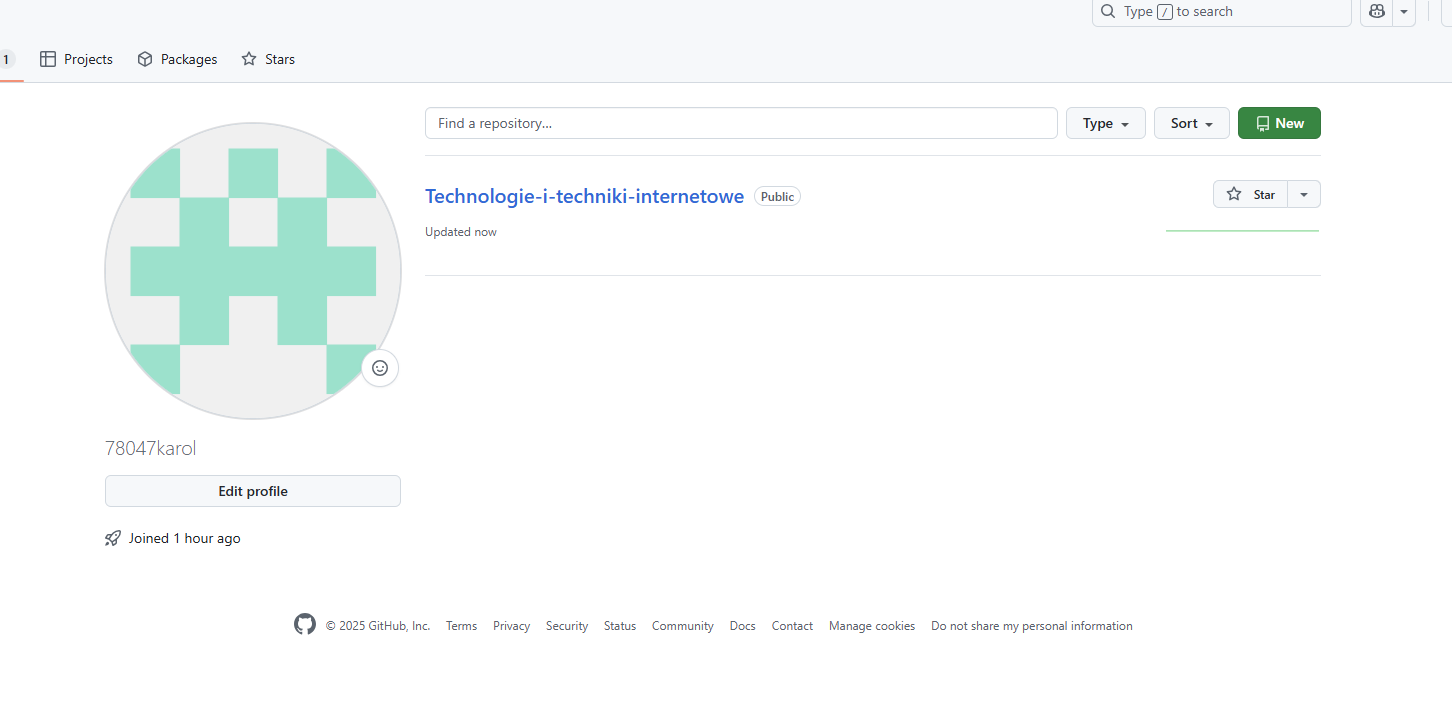 Type / to search
1 Projects Packages Stars
Find a repository...
Type Sort New
Technologie-i-techniki-internetowe Public
Star
Updated now
78047karol
Edit profile
Joined 1 hour ago
© 2025 GitHub, Inc. Terms Privacy Security Status Community Docs Contact Manage cookies Do not share my personal information